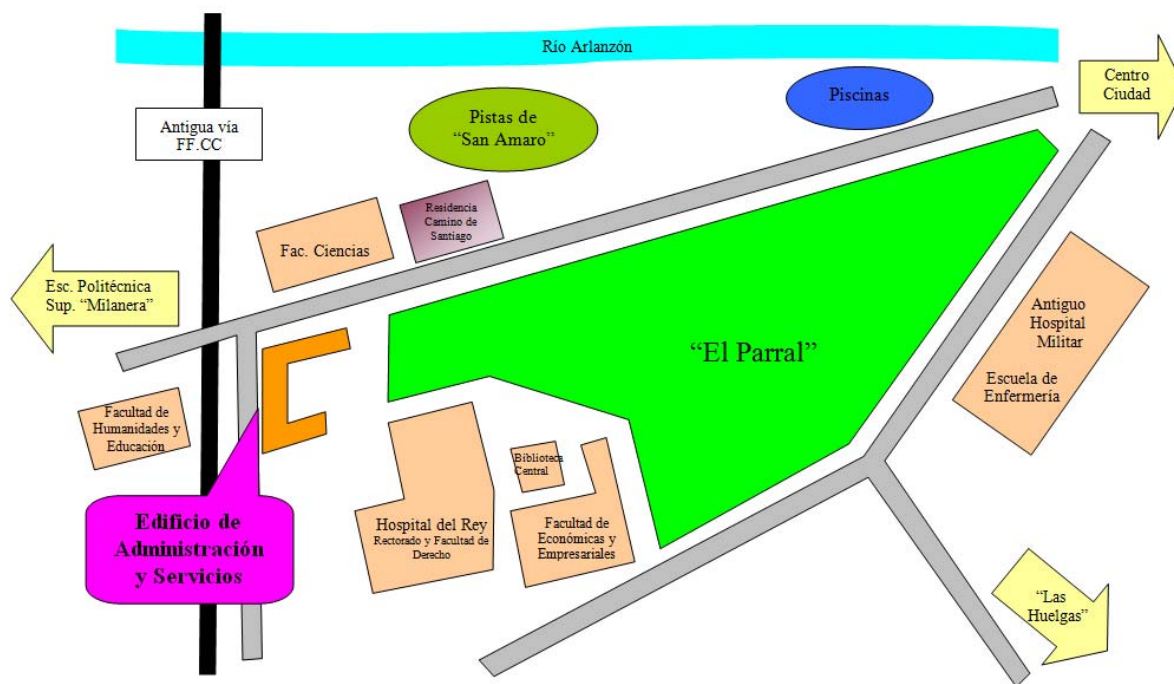 Río Arlanzón
Centro
Ciudad
Piscinas
Pistas de
“San Amaro”
Antigua vía
FF.CC
Residencia
Camino de
Santiago
Fac. Ciencias
Esc. Politécnica
Sup. “Milanera”
“El Parral”
Antiguo
Hospital
Militar
Escuela de
Enfermería
Facultad de
Humanidades y
Educación
Biblioteca
Central
Edificio de
Administración
y Servicios
Hospital del Rey
Rectorado y Facultad de
Derecho
Facultad de
Económicas y
Empresariales
“Las
Huelgas”